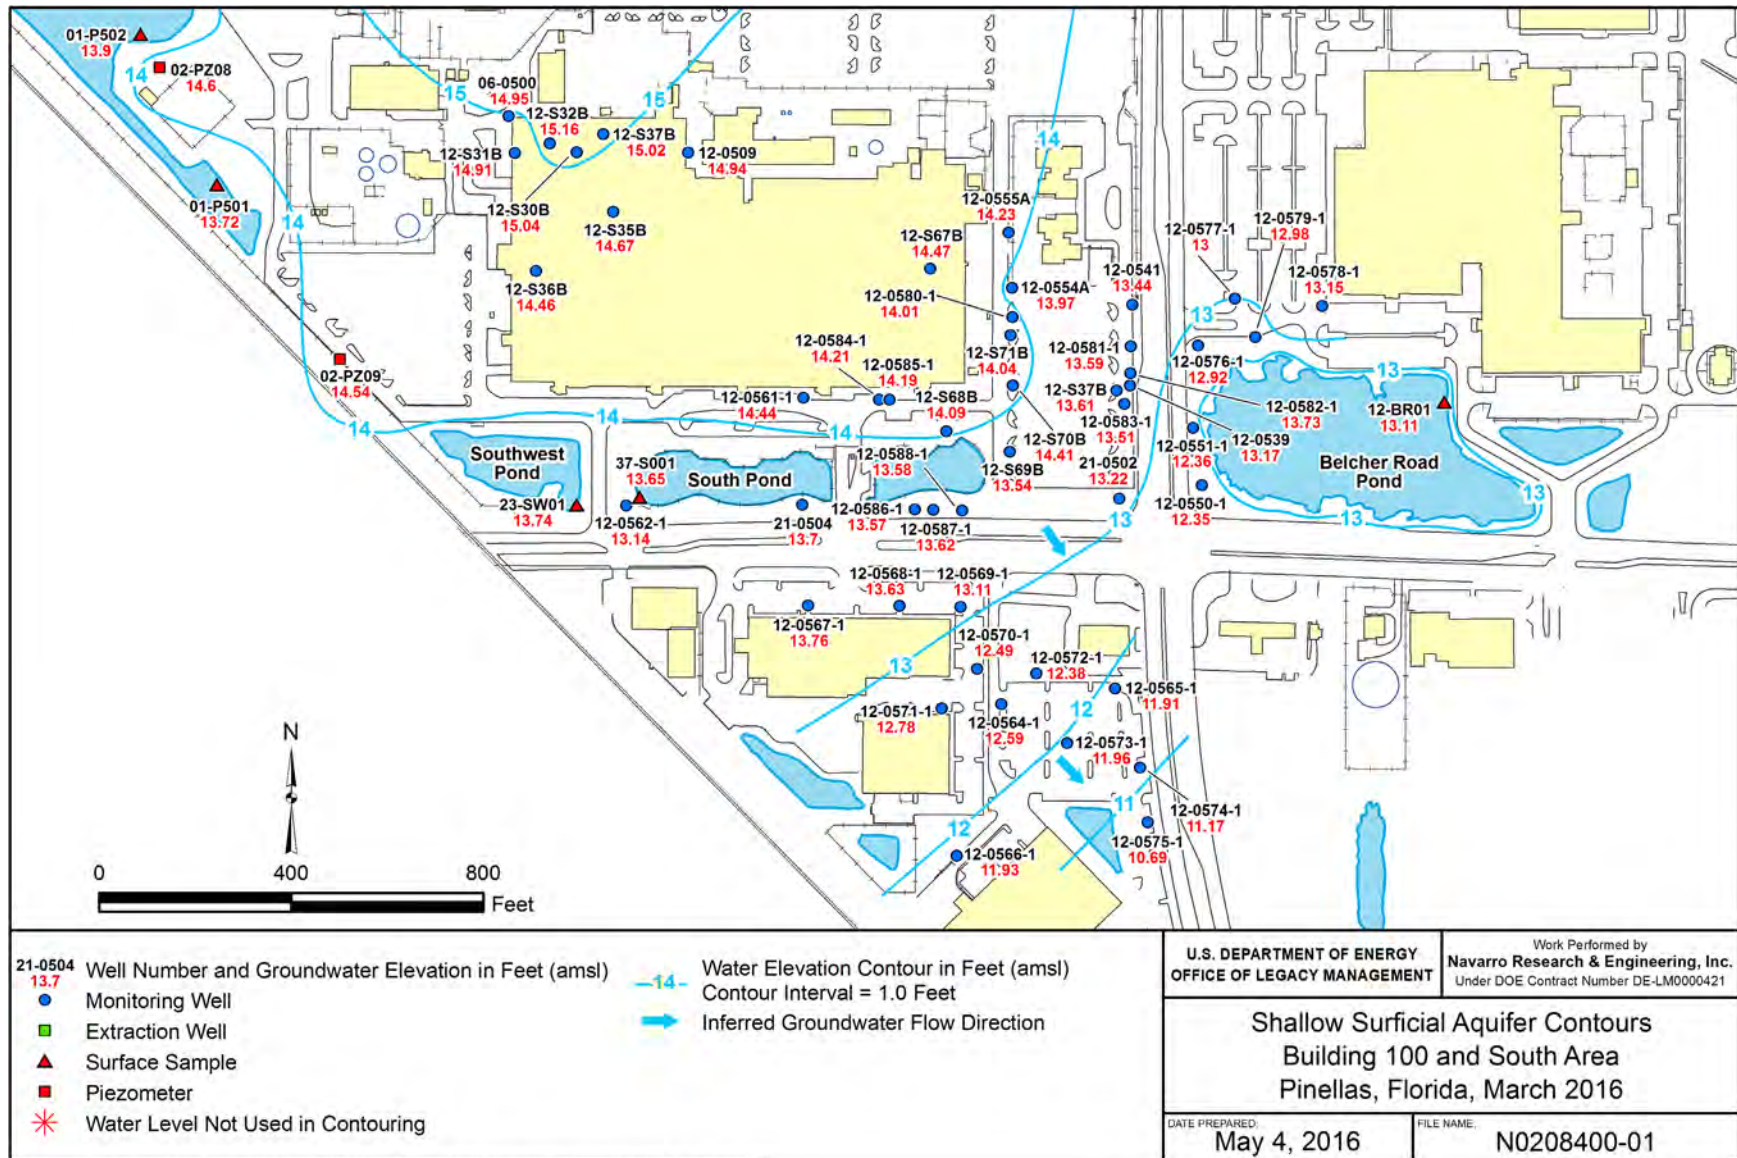 01-P502
13.9
14
02-PZ08
14.6
01-P501
13.72
14
15
06-0500
14.95
12-S32B
15.16
15
12-S37B
15.02
12-S31B
14.91
12-0509
14.94
12-S30B
15.04
12-S35B
14.67
12-S36B
14.46
14
12-0555A
14.23
12-S67B
14.47
12-0554A
13.97
12-0580-1
14.01
12-0541
13.44
12-0577-1
13
12-0579-1
12.98
12-0578-1
13.15
13
02-PZ09
14.54
12-0584-1
14.21
12-0585-1
14.19
12-S71B
14.04
12-0581-1
13.59
12-0576-1
12.92
13
12-0561-1
14.44
12-S68B
14.09
12-S37B
13.61
12-0582-1
13.73
12-BR01
13.11
14
14
14
12-0583-1
13.51
12-0539
13.17
12-S70B
14.41
12-0551-1
12.36
Southwest
Pond
37-S001
13.65
South Pond
12-0588-1
13.58
12-S69B
13.54
21-0502
13.22
Belcher Road
Pond
13
23-SW01
13.74
12-0562-1
13.14
21-0504
13.7
12-0586-1
13.57
12-0587-1
13.62
13
12-0550-1
12.35
13
12-0568-1
13.63
12-0569-1
13.11
12-0567-1
13.76
12-0570-1
12.49
13
12-0572-1
12.38
12-0565-1
11.91
12-0571-1
12.78
12-0564-1
12.59
12
12-0573-1
11.96
11
12-0574-1
11.17
12
12-0575-1
10.69
12-0566-1
11.93
N
0
400
800
Feet
21-0504
13.7
Well Number and Groundwater Elevation in Feet (amsl)
Monitoring Well
Extraction Well
Surface Sample
Piezometer
Water Level Not Used in Contouring
14
Water Elevation Contour in Feet (amsl)
Contour Interval = 1.0 Feet
Inferred Groundwater Flow Direction
U.S. DEPARTMENT OF ENERGY
OFFICE OF LEGACY MANAGEMENT
Work Performed by
Navarro Research & Engineering, Inc.
Under DOE Contract Number DE-LM0000421
Shallow Surficial Aquifer Contours
Building 100 and South Area
Pinellas, Florida, March 2016
DATE PREPARED:
May 4, 2016
FILE NAME:
N0208400-01